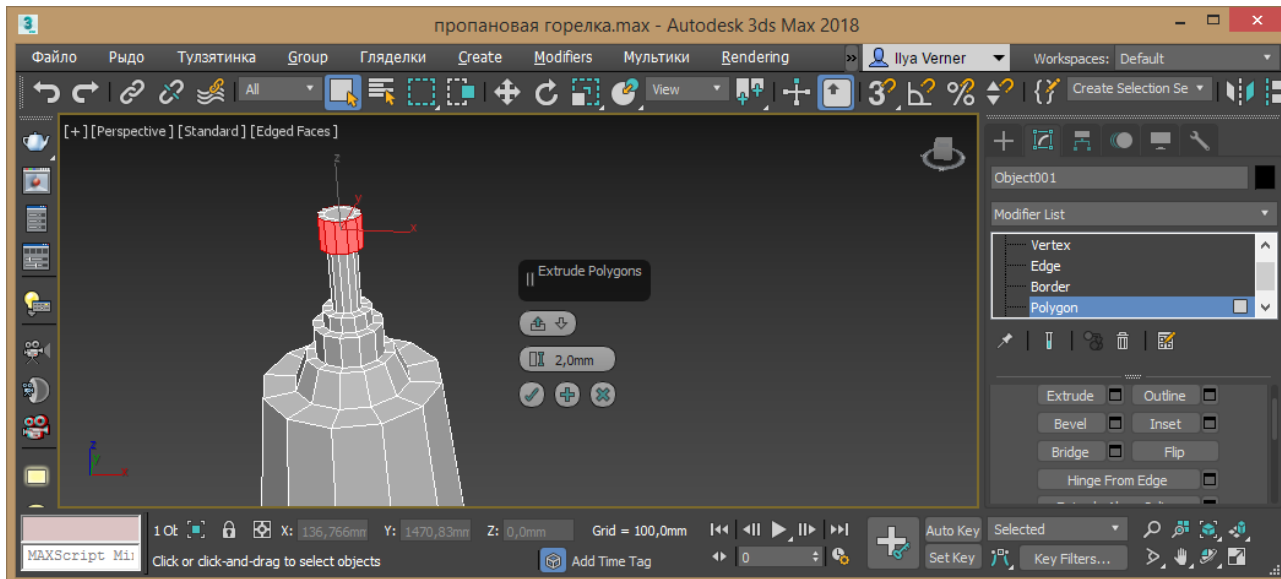 пропановая горелка.max - Autodesk 3ds Max 2018
Файло Рыдо Тулзятинка Group Гляделки Create Modifiers Мультики Rendering » Ilya Verner Workspaces: Default
All View Create Selection Se
[+] [Perspective] [Standard] [Edged Faces]
z
y
x
Object001
Modifier List
Vertex
Edge
Border
Polygon
Extrude Polygons
2,0mm
Extrude Outline
Bevel Inset
Bridge Flip
Hinge From Edge
z
y
x
1 Ob X: 136,766mm Y: 1470,83mm Z: 0,0mm Grid = 100,0mm Auto Key Selected
MAXScript Mi Click or click-and-drag to select objects Add Time Tag 0 Set Key Key Filters...